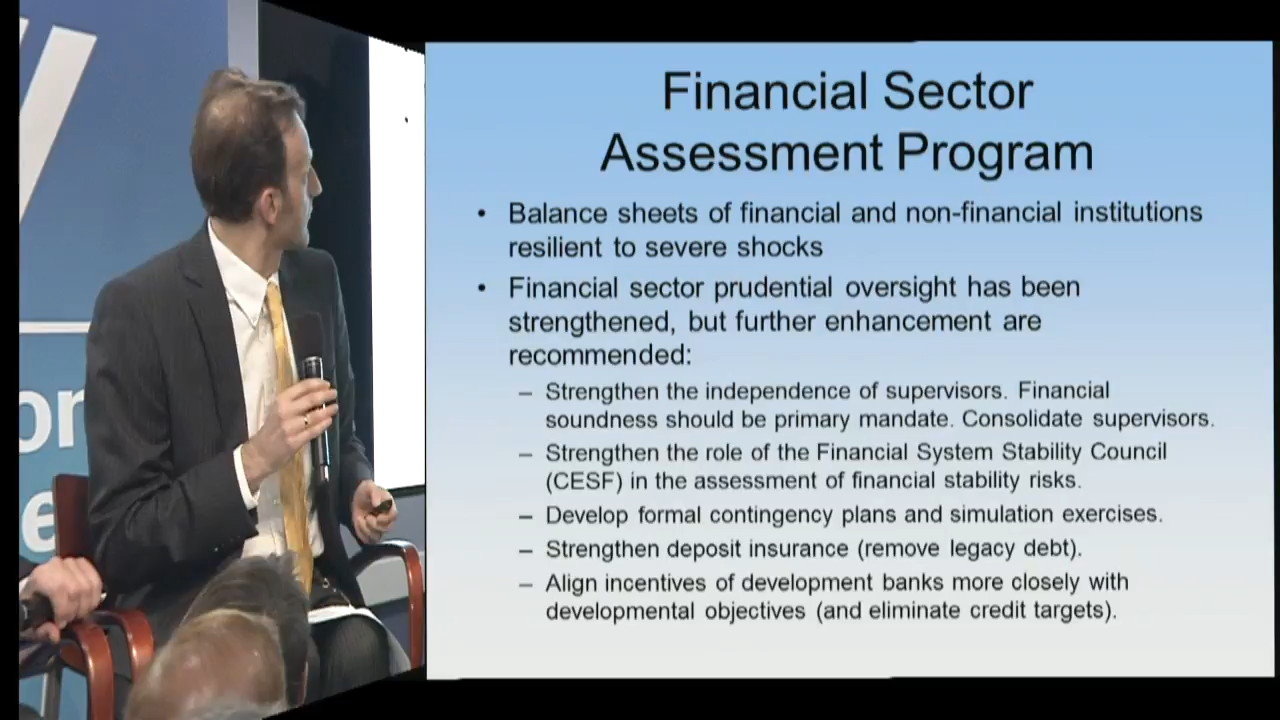 Financial Sector
Assessment Program
• Balance sheets of financial and non-financial institutions
resilient to severe shocks
• Financial sector prudential oversight has been
strengthened, but further enhancement are
recommended:
– Strengthen the independence of supervisors. Financial
soundness should be primary mandate. Consolidate supervisors.
– Strengthen the role of the Financial System Stability Council
(CESF) in the assessment of financial stability risks.
– Develop formal contingency plans and simulation exercises.
– Strengthen deposit insurance (remove legacy debt).
– Align incentives of development banks more closely with
developmental objectives (and eliminate credit targets).